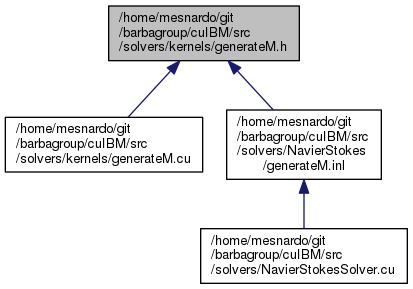 /home/mesnardo/git
/barbagroup/cuIBM/src
/solvers/kernels/generateM.h
/home/mesnardo/git
/barbagroup/cuIBM/src
/solvers/kernels/generateM.cu
/home/mesnardo/git
/barbagroup/cuIBM/src
/solvers/NavierStokes
/generateM.inl
/home/mesnardo/git
/barbagroup/cuIBM/src
/solvers/NavierStokesSolver.cu